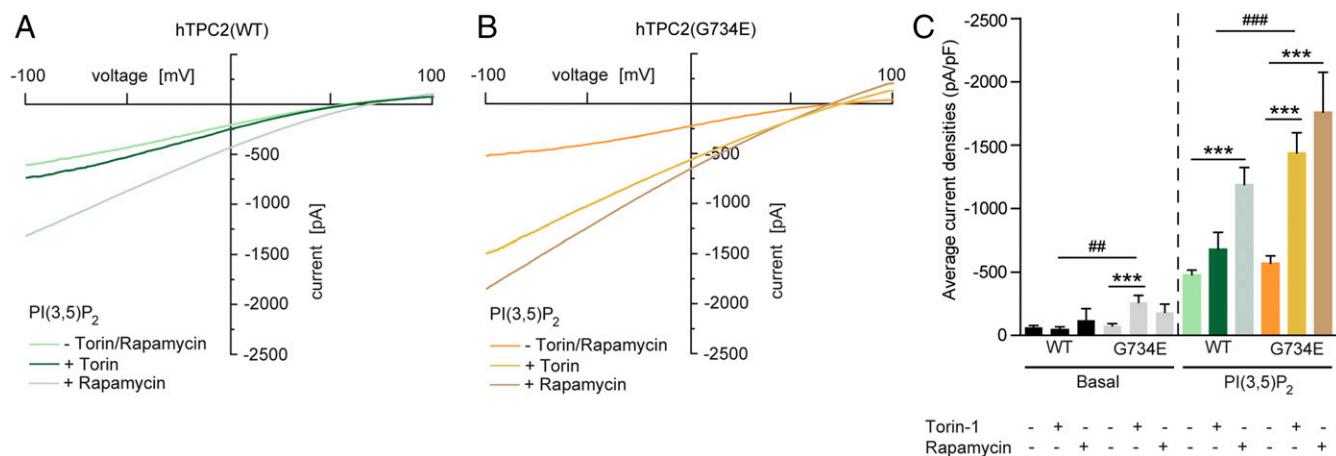 A
hTPC2(WT)
-100
voltage [mV]
100
-500
-1000
-1500
-2000
-2500
current [pA]
PI(3,5)P2
- Torin/Rapamycin
+ Torin
+ Rapamycin
B
hTPC2(G734E)
-100
voltage [mV]
100
-500
-1000
-1500
-2000
-2500
current [pA]
PI(3,5)P2
- Torin/Rapamycin
+ Torin
+ Rapamycin
C
Average current densities (pA/pF)
-2500
-2000
-1500
-1000
-500
0
##
***
***
###
***
***
WT G734E WT G734E
Basal PI(3,5)P2
Torin-1 - + - - + - - + - - + -
Rapamycin - - + - - + - - + - - +